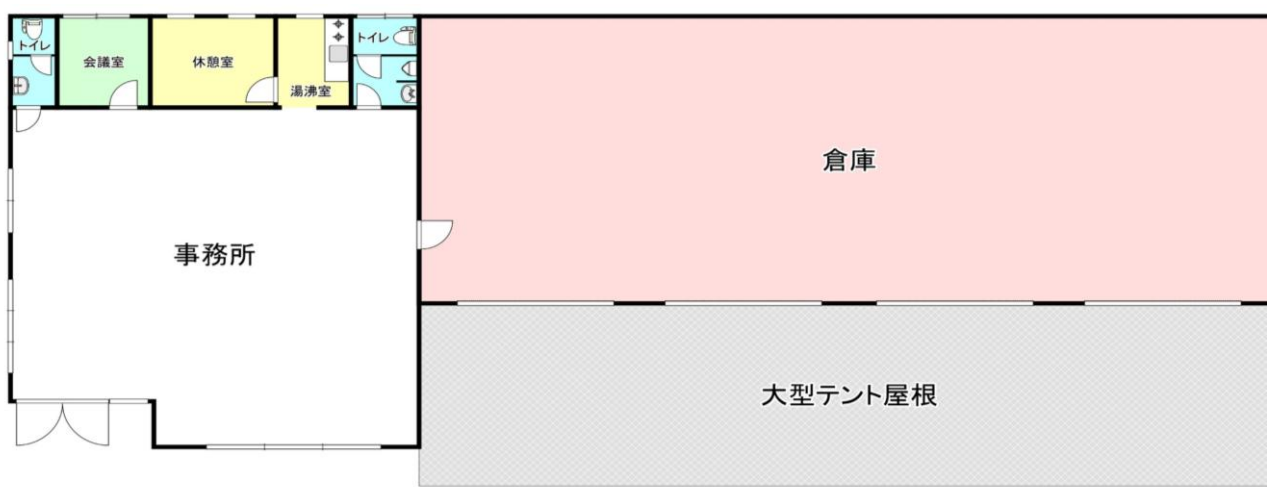 トイレ
会議室
休憩室
湯沸室
トイレ
倉庫
事務所
大型テント屋根